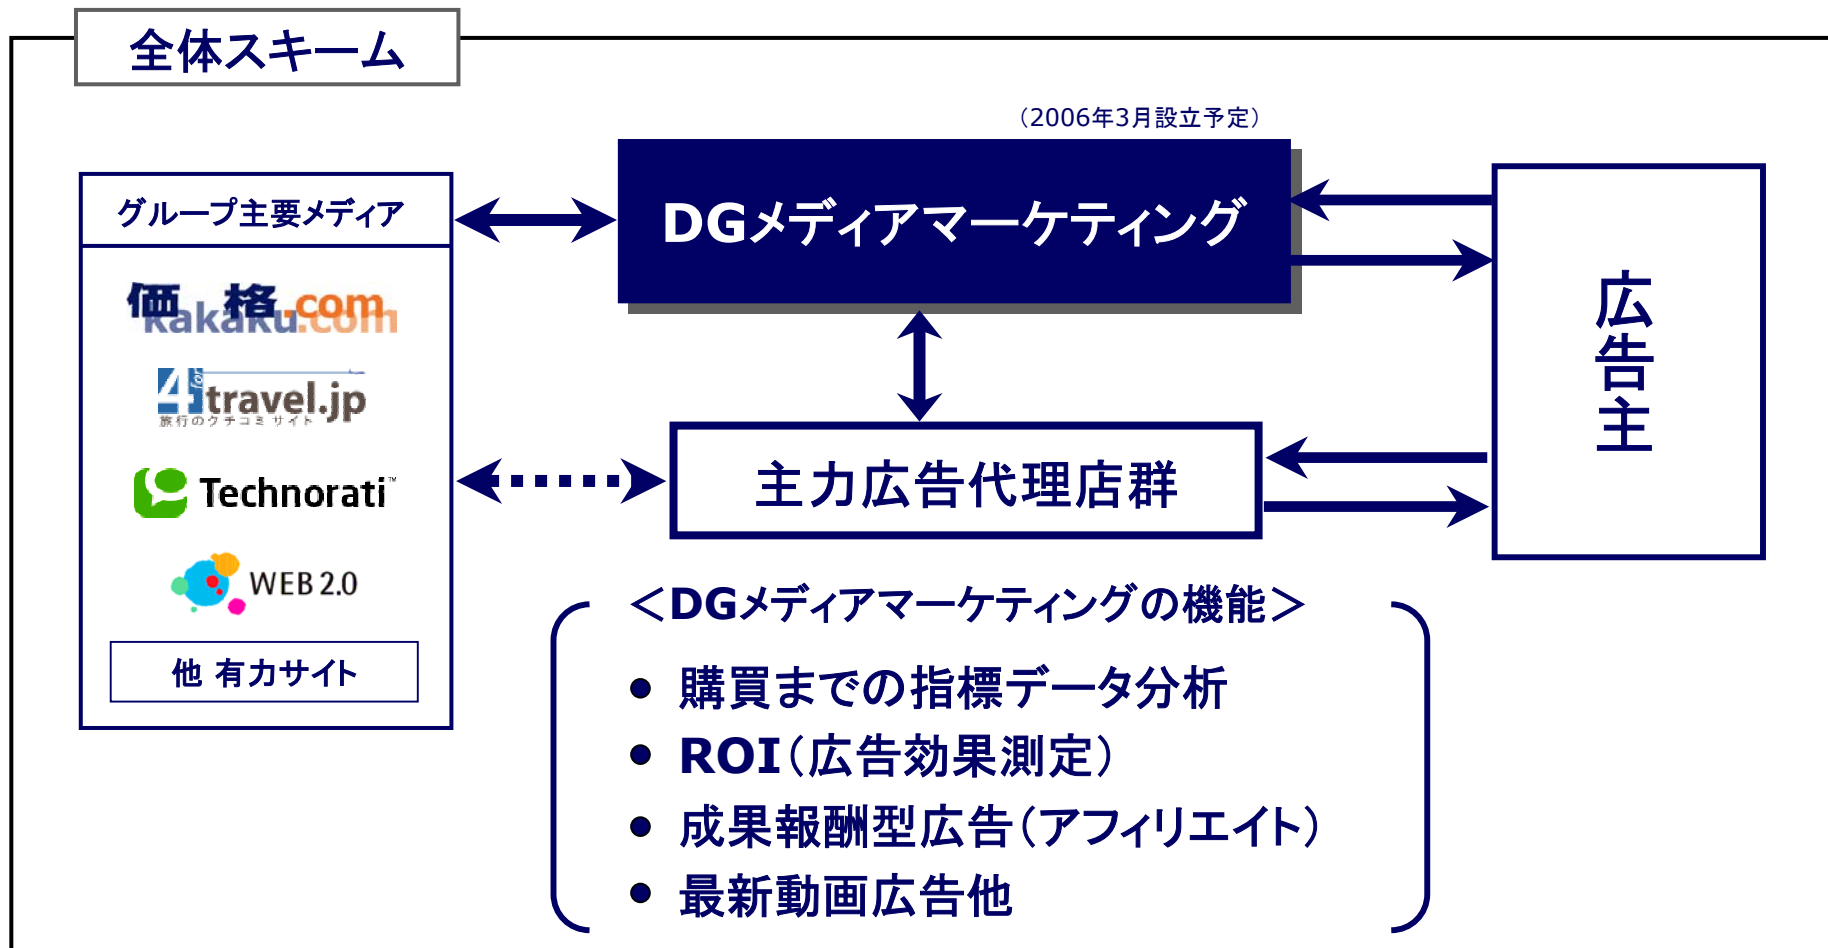 全体スキーム
（2006年3月設立予定）
DGメディアマーケティング
グループ主要メディア
価格.com
kakaku.com
4travel.jp
旅行のクチコミサイト
Technorati™
WEB 2.0
他 有力サイト
主力広告代理店群
広告主
＜DGメディアマーケティングの機能＞
● 購買までの指標データ分析
● ROI（広告効果測定）
● 成果報酬型広告（アフィリエイト）
● 最新動画広告他